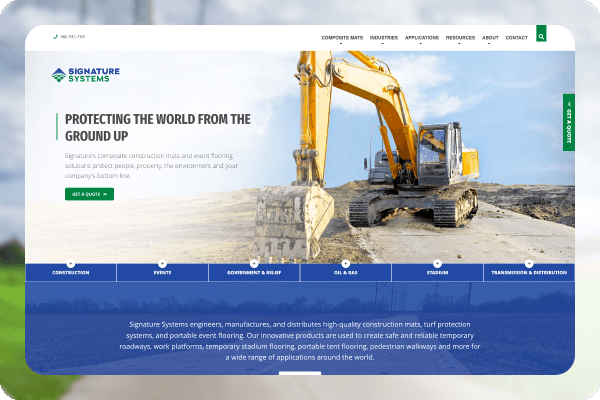 COMPOSITE MATS INDUSTRIES APPLICATIONS RESOURCES ABOUT CONTACT
SIGNATURE
SYSTEMS
PROTECTING THE WORLD FROM THE
GROUND UP
Signature's composite construction mats and event flooring
solutions protect people, property, the environment and your
company's bottom line.
GET A QUOTE
GET A QUOTE
CONSTRUCTION EVENTS GOVERNMENT & RELIEF OIL & GAS STADIUM TRANSMISSION & DISTRIBUTION
Signature Systems engineers, manufactures, and distributes high-quality construction mats, turf protection
systems, and portable event flooring. Our innovative products are used to create safe and reliable temporary
roadways, work platforms, temporary stadium flooring, portable tent flooring, pedestrian walkways and more for
a wide range of applications around the world.